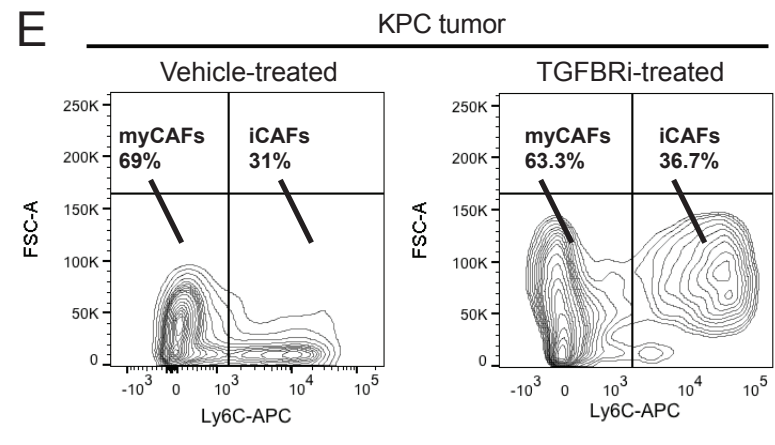 E
KPC tumor
Vehicle-treated
TGFBRi-treated
250K
200K
150K
100K
50K
0
FSC-A
myCAFs
69%
iCAFs
31%
-10³ 0 10³ 10⁴ 10⁵
Ly6C-APC
250K
200K
150K
100K
50K
0
FSC-A
myCAFs
63.3%
iCAFs
36.7%
-10³ 0 10³ 10⁴ 10⁵
Ly6C-APC